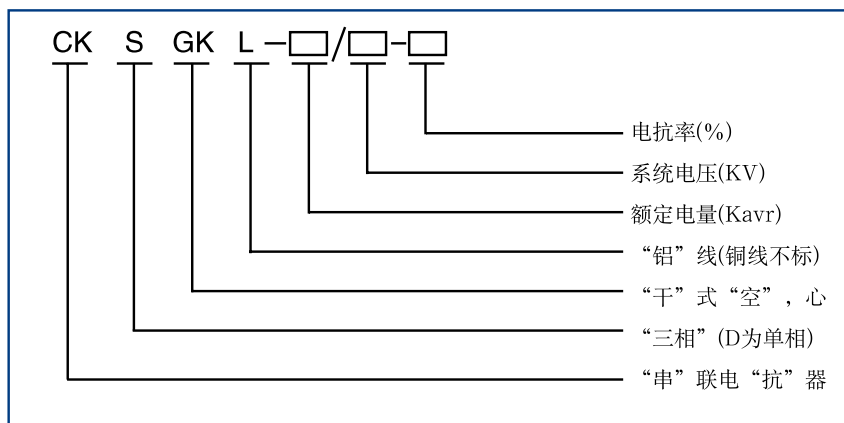 CK S GK L-□/□-□
电抗率(%)
系统电压(KV)
额定电量(Kavr)
“铝”线(铜线不标)
“干”式“空”，心
“三相”(D为单相)
“串”联电“抗”器